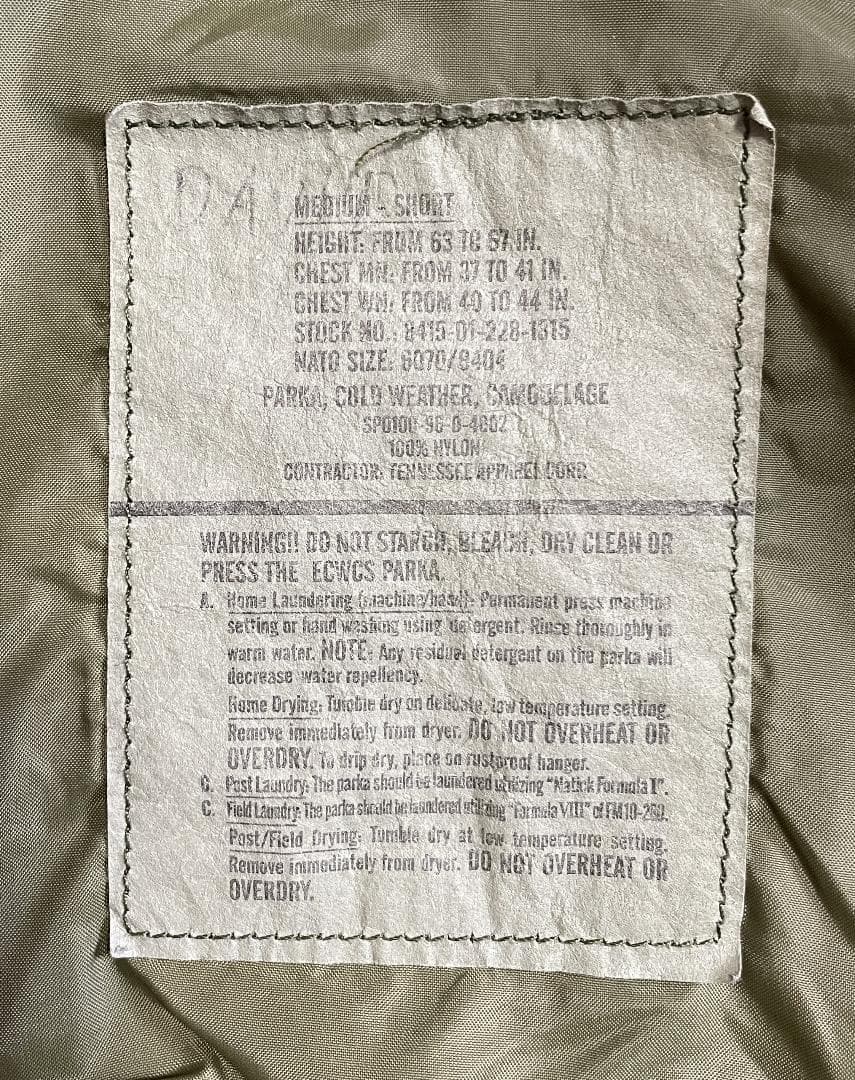 DAVID
MEDIUM - SHORT
HEIGHT: FROM 63 TO 67 IN.
CHEST MN: FROM 37 TO 41 IN.
CHEST WN: FROM 40 TO 44 IN.
STOCK NO.: 8415-01-228-1315
NATO SIZE: 6070/8404
PARKA, COLD WEATHER, CAMOUFLAGE
100% NYLON
CONTRACTOR: TENNESSEE APPAREL CORP.
WARNING!! DO NOT STARCH, BLEACH, DRY CLEAN OR
PRESS THE ECWCS PARKA.
A. Home Laundering (machine/hand)- Permanent press machine
setting or hand washing using detergent. Rinse thoroughly in
warm water. NOTE- Any residual detergent on the parka will
decrease water repellency.
Home Drying: Tumble dry on delicate, low temperature setting.
Remove immediately from dryer. DO NOT OVERHEAT OR
OVERDRY. To drip dry, place on rustproof hanger.
Post Laundry: The parka should be laundered utilizing "Natick Formula I".
C. Field Laundry: The parka should be laundered utilizing "Formula VIII" of FM10-280.
Post/Field Drying: Tumble dry at low temperature setting.
Remove immediately from dryer. DO NOT OVERHEAT OR
OVERDRY.